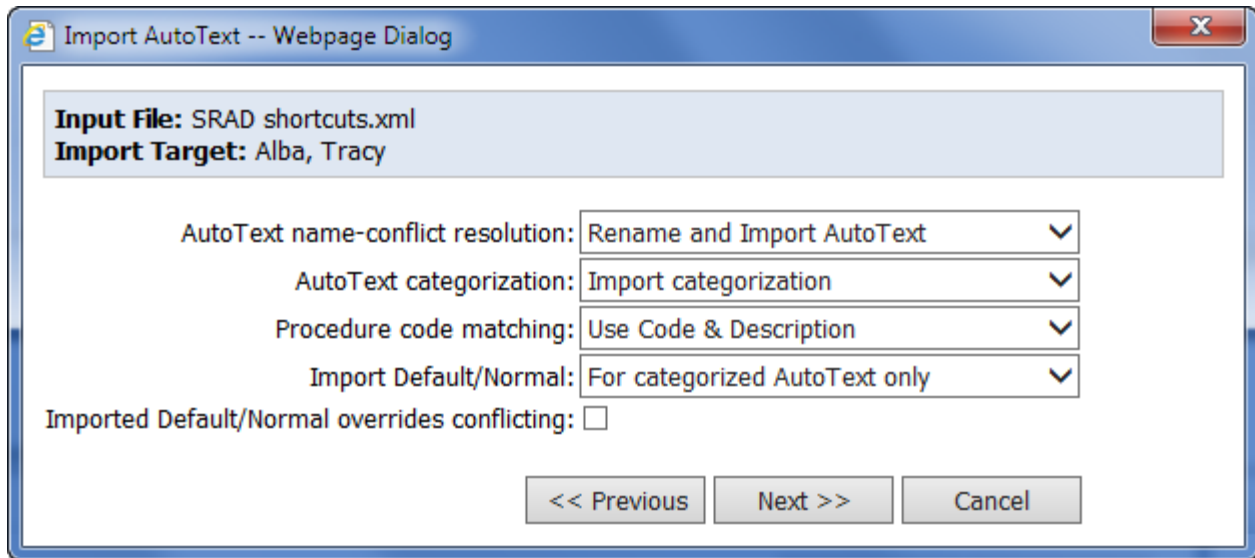 Import AutoText -- Webpage Dialog
Input File: SRAD shortcuts.xml
Import Target: Alba, Tracy
AutoText name-conflict resolution: Rename and Import AutoText
AutoText categorization: Import categorization
Procedure code matching: Use Code & Description
Import Default/Normal: For categorized AutoText only
Imported Default/Normal overrides conflicting:
<< Previous Next >> Cancel